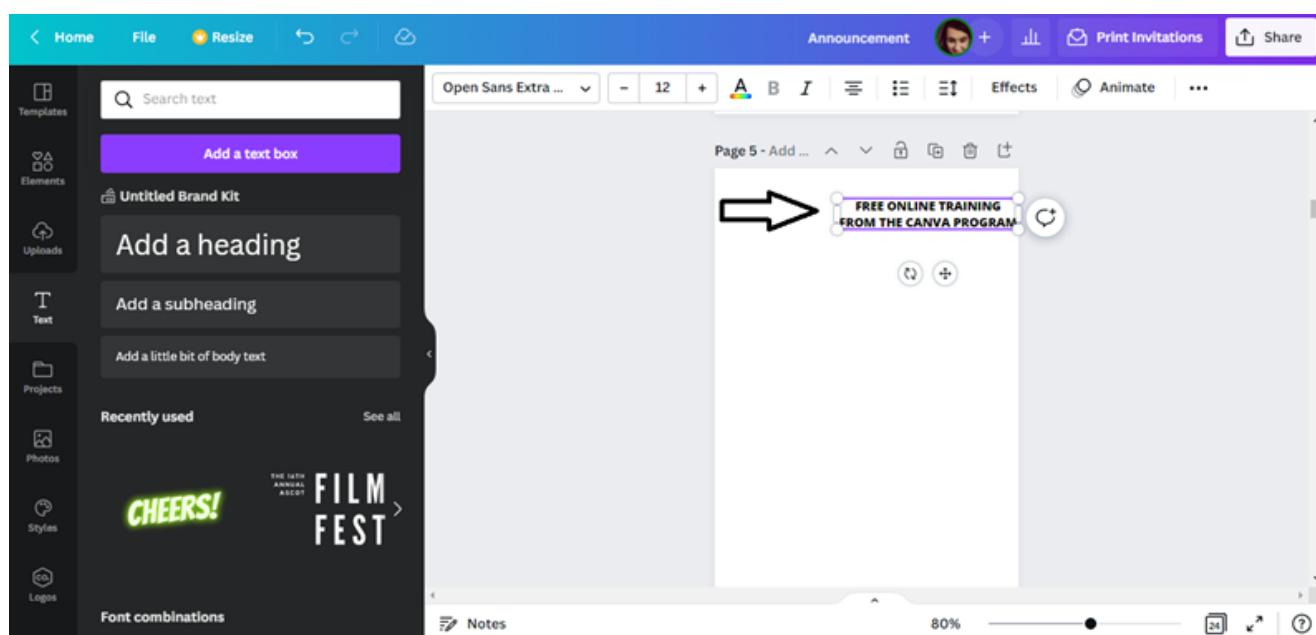 Home File Resize Announcement + Print Invitations Share
Templates
Elements
Uploads
Text
Projects
Photos
Styles
CO.
Logos
Search text
Add a text box
Untitled Brand Kit
Add a heading
Add a subheading
Add a little bit of body text
Recently used See all
CHEERS!
THE 14TH
ANNUAL
ASCOT
FILM
FEST
Font combinations
Open Sans Extra ... – 12 + A B I Effects Animate ...
Page 5 - Add ...
FREE ONLINE TRAINING
FROM THE CANVA PROGRAM
Notes 80% 24 ?